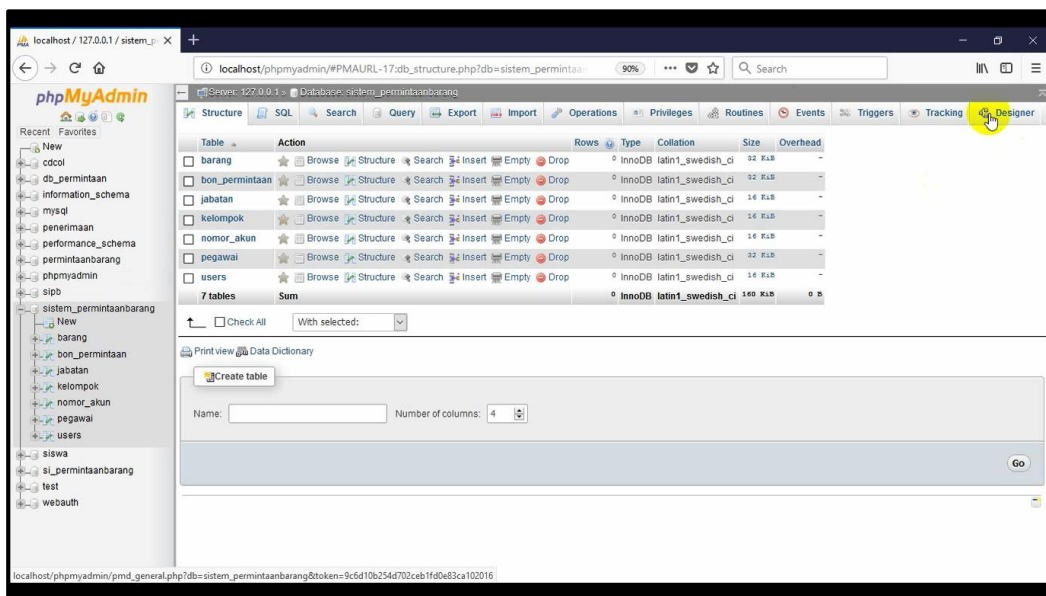 localhost / 127.0.0.1 / sistem_p
localhost/phpmyadmin/#PMAURL-17:db_structure.php?db=sistem_permintaan
90%
Search
phpMyAdmin
Recent Favorites
New
cdcol
db_permintaan
information_schema
mysql
penerimaan
performance_schema
permintaanbarang
phpmyadmin
sipb
sistem_permintaanbarang
New
barang
bon_permintaan
jabatan
kelompok
nomor_akun
pegawai
users
siswa
si_permintaanbarang
test
webauth
Server: 127.0.0.1 » Database: sistem_permintaanbarang
Structure SQL Search Query Export Import Operations Privileges Routines Events Triggers Tracking Designer
Table Action Rows Type Collation Size Overhead
barang Browse Structure Search Insert Empty Drop 0 InnoDB latin1_swedish_ci 32 KiB -
bon_permintaan Browse Structure Search Insert Empty Drop 0 InnoDB latin1_swedish_ci 32 KiB -
jabatan Browse Structure Search Insert Empty Drop 0 InnoDB latin1_swedish_ci 16 KiB -
kelompok Browse Structure Search Insert Empty Drop 0 InnoDB latin1_swedish_ci 16 KiB -
nomor_akun Browse Structure Search Insert Empty Drop 0 InnoDB latin1_swedish_ci 16 KiB -
pegawai Browse Structure Search Insert Empty Drop 0 InnoDB latin1_swedish_ci 32 KiB -
users Browse Structure Search Insert Empty Drop 0 InnoDB latin1_swedish_ci 16 KiB -
7 tables Sum 0 InnoDB latin1_swedish_ci 160 KiB 0 B
Check All With selected:
Print view Data Dictionary
Create table
Name: Number of columns: 4
Go
localhost/phpmyadmin/pmd_general.php?db=sistem_permintaanbarang&token=9c6d10b254d702ceb1fd0e83ca102016